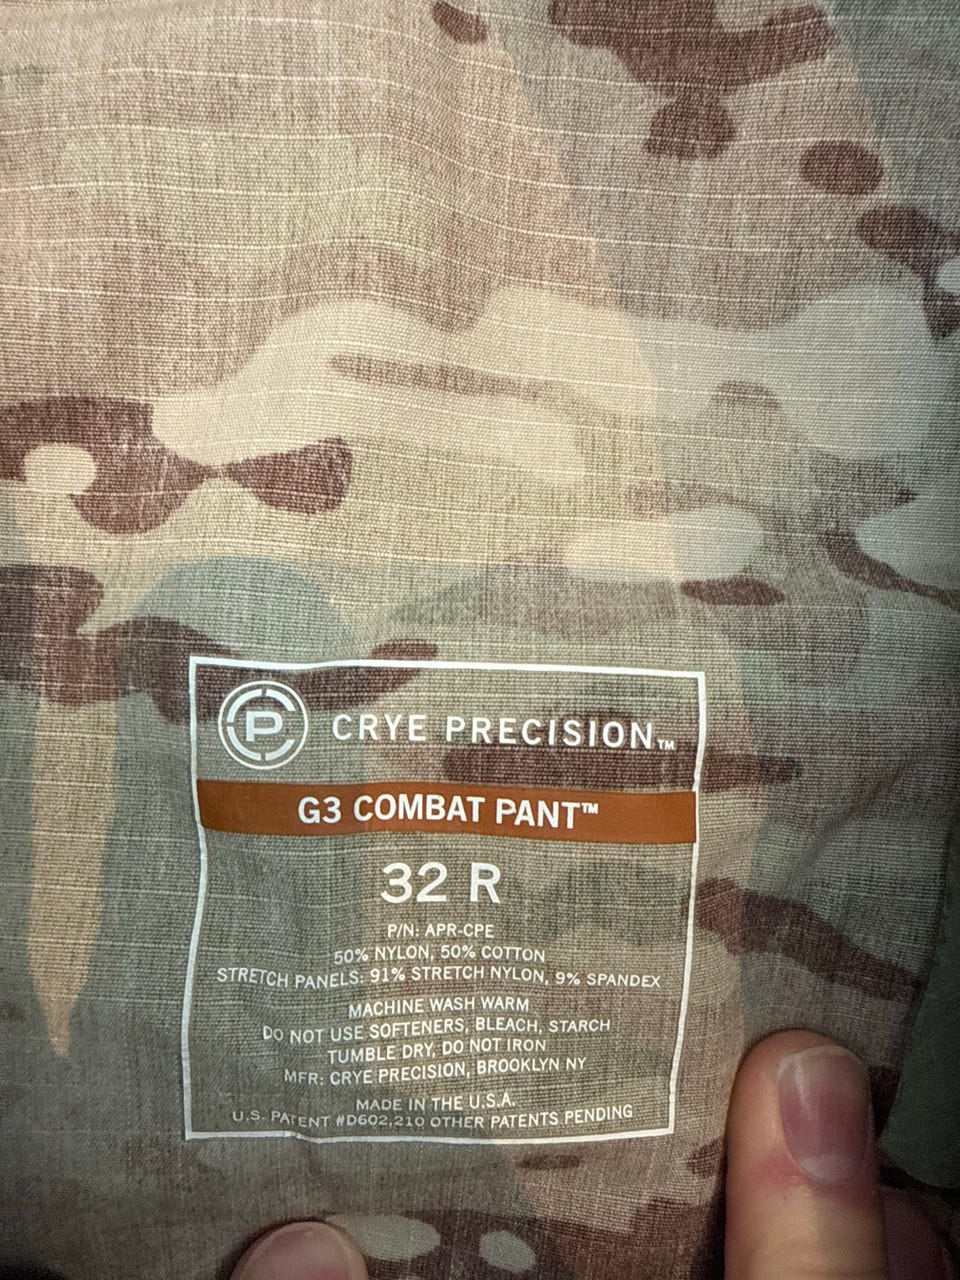 CP CRYE PRECISION™
G3 COMBAT PANT™
32 R
P/N: APR-CPE
50% NYLON, 50% COTTON
STRETCH PANELS: 91% STRETCH NYLON, 9% SPANDEX
MACHINE WASH WARM
DO NOT USE SOFTENERS, BLEACH, STARCH
TUMBLE DRY, DO NOT IRON
MFR: CRYE PRECISION, BROOKLYN NY
MADE IN THE U.S.A.
U.S. PATENT #D602,210 OTHER PATENTS PENDING